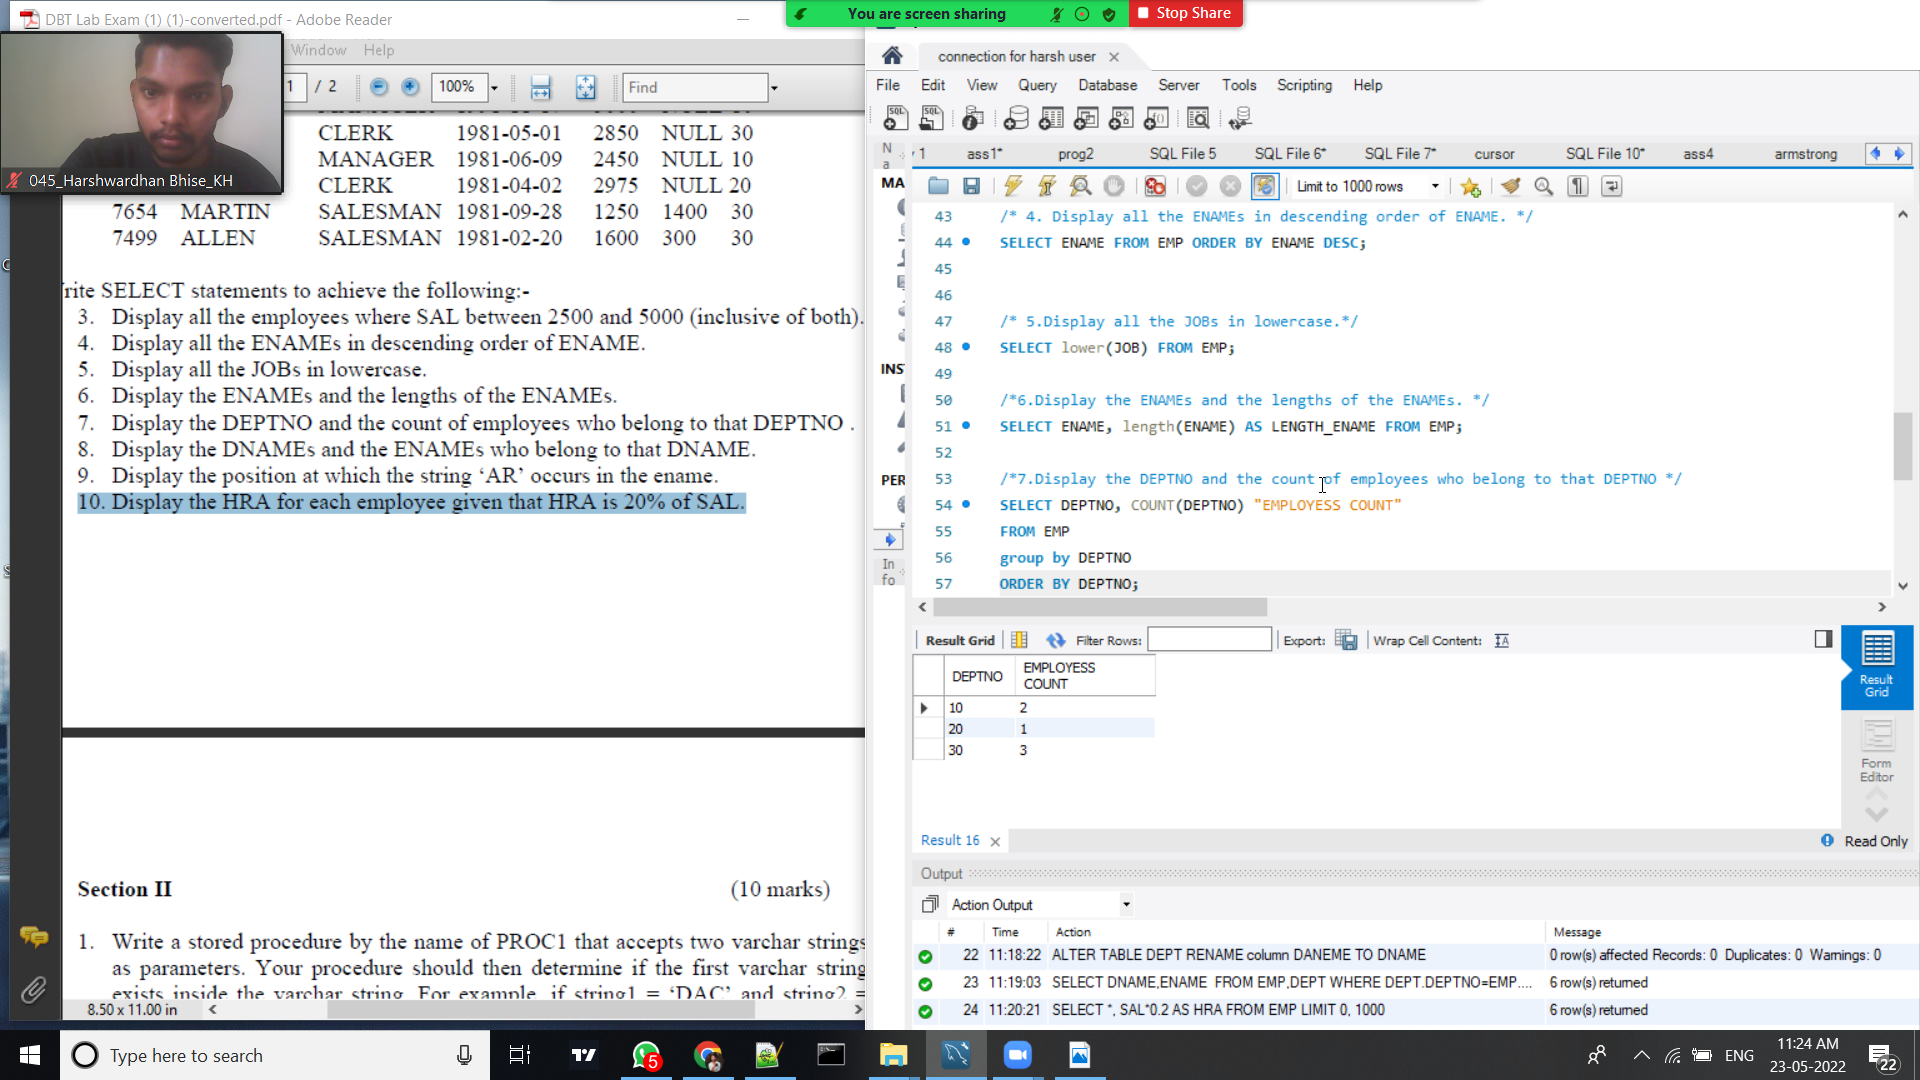 DBT Lab Exam (1) (1)-converted.pdf - Adobe Reader
Window Help
1 / 2 100% Find
045_Harshwardhan Bhise_KH
CLERK 1981-05-01 2850 NULL 30
MANAGER 1981-06-09 2450 NULL 10
CLERK 1981-04-02 2975 NULL 20
7654 MARTIN SALESMAN 1981-09-28 1250 1400 30
7499 ALLEN SALESMAN 1981-02-20 1600 300 30
rite SELECT statements to achieve the following:-
3. Display all the employees where SAL between 2500 and 5000 (inclusive of both).
4. Display all the ENAMEs in descending order of ENAME.
5. Display all the JOBs in lowercase.
6. Display the ENAMEs and the lengths of the ENAMEs.
7. Display the DEPTNO and the count of employees who belong to that DEPTNO .
8. Display the DNAMEs and the ENAMEs who belong to that DNAME.
9. Display the position at which the string ‘AR’ occurs in the ename.
10. Display the HRA for each employee given that HRA is 20% of SAL.
Section II (10 marks)
1. Write a stored procedure by the name of PROC1 that accepts two varchar strings
as parameters. Your procedure should then determine if the first varchar string
exists inside the varchar string. For example, if string1 = ‘DAC’ and string2 =
8.50 x 11.00 in
You are screen sharing
Stop Share
connection for harsh user
File Edit View Query Database Server Tools Scripting Help
1 ass1* prog2 SQL File 5 SQL File 6* SQL File 7* cursor SQL File 10* ass4 armstrong
Limit to 1000 rows
N
a
MA
INS
PER
In
fo
43 /* 4. Display all the ENAMEs in descending order of ENAME. */
44 SELECT ENAME FROM EMP ORDER BY ENAME DESC;
45
46
47 /* 5.Display all the JOBs in lowercase.*/
48 SELECT lower(JOB) FROM EMP;
49
50 /*6.Display the ENAMEs and the lengths of the ENAMEs. */
51 SELECT ENAME, length(ENAME) AS LENGTH_ENAME FROM EMP;
52
53 /*7.Display the DEPTNO and the count of employees who belong to that DEPTNO */
54 SELECT DEPTNO, COUNT(DEPTNO) "EMPLOYESS COUNT"
55 FROM EMP
56 group by DEPTNO
57 ORDER BY DEPTNO;
Result Grid Filter Rows: Export: Wrap Cell Content:
DEPTNO EMPLOYESS COUNT
10 2
20 1
30 3
Result Grid
Form Editor
Result 16
Read Only
Output
Action Output
# Time Action Message
22 11:18:22 ALTER TABLE DEPT RENAME column DANEME TO DNAME 0 row(s) affected Records: 0 Duplicates: 0 Warnings: 0
23 11:19:03 SELECT DNAME,ENAME FROM EMP,DEPT WHERE DEPT.DEPTNO=EMP.... 6 row(s) returned
24 11:20:21 SELECT *, SAL*0.2 AS HRA FROM EMP LIMIT 0, 1000 6 row(s) returned
Type here to search
5
ENG
11:24 AM
23-05-2022
22